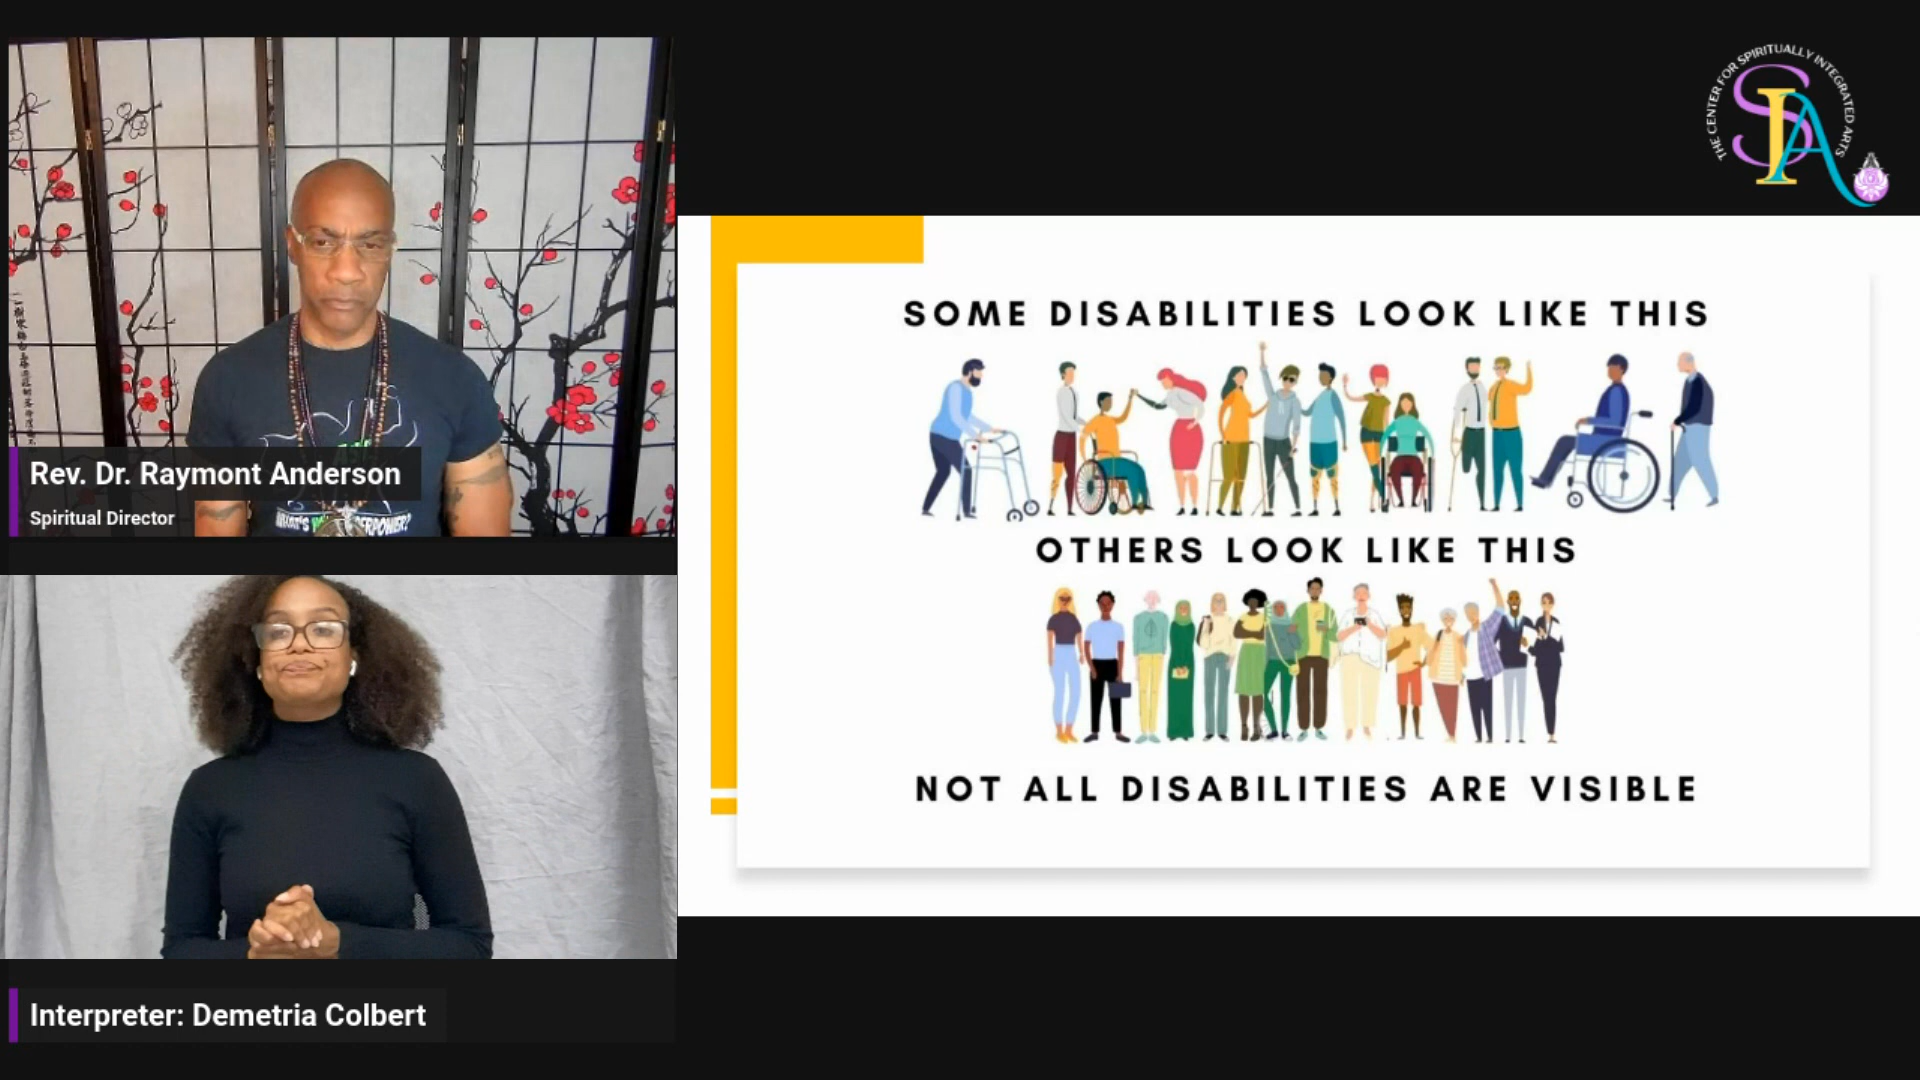 THE CENTER FOR SPIRITUALLY INTEGRATED ARTS
SIA
Rev. Dr. Raymont Anderson
Spiritual Director
Interpreter: Demetria Colbert
SOME DISABILITIES LOOK LIKE THIS
OTHERS LOOK LIKE THIS
NOT ALL DISABILITIES ARE VISIBLE